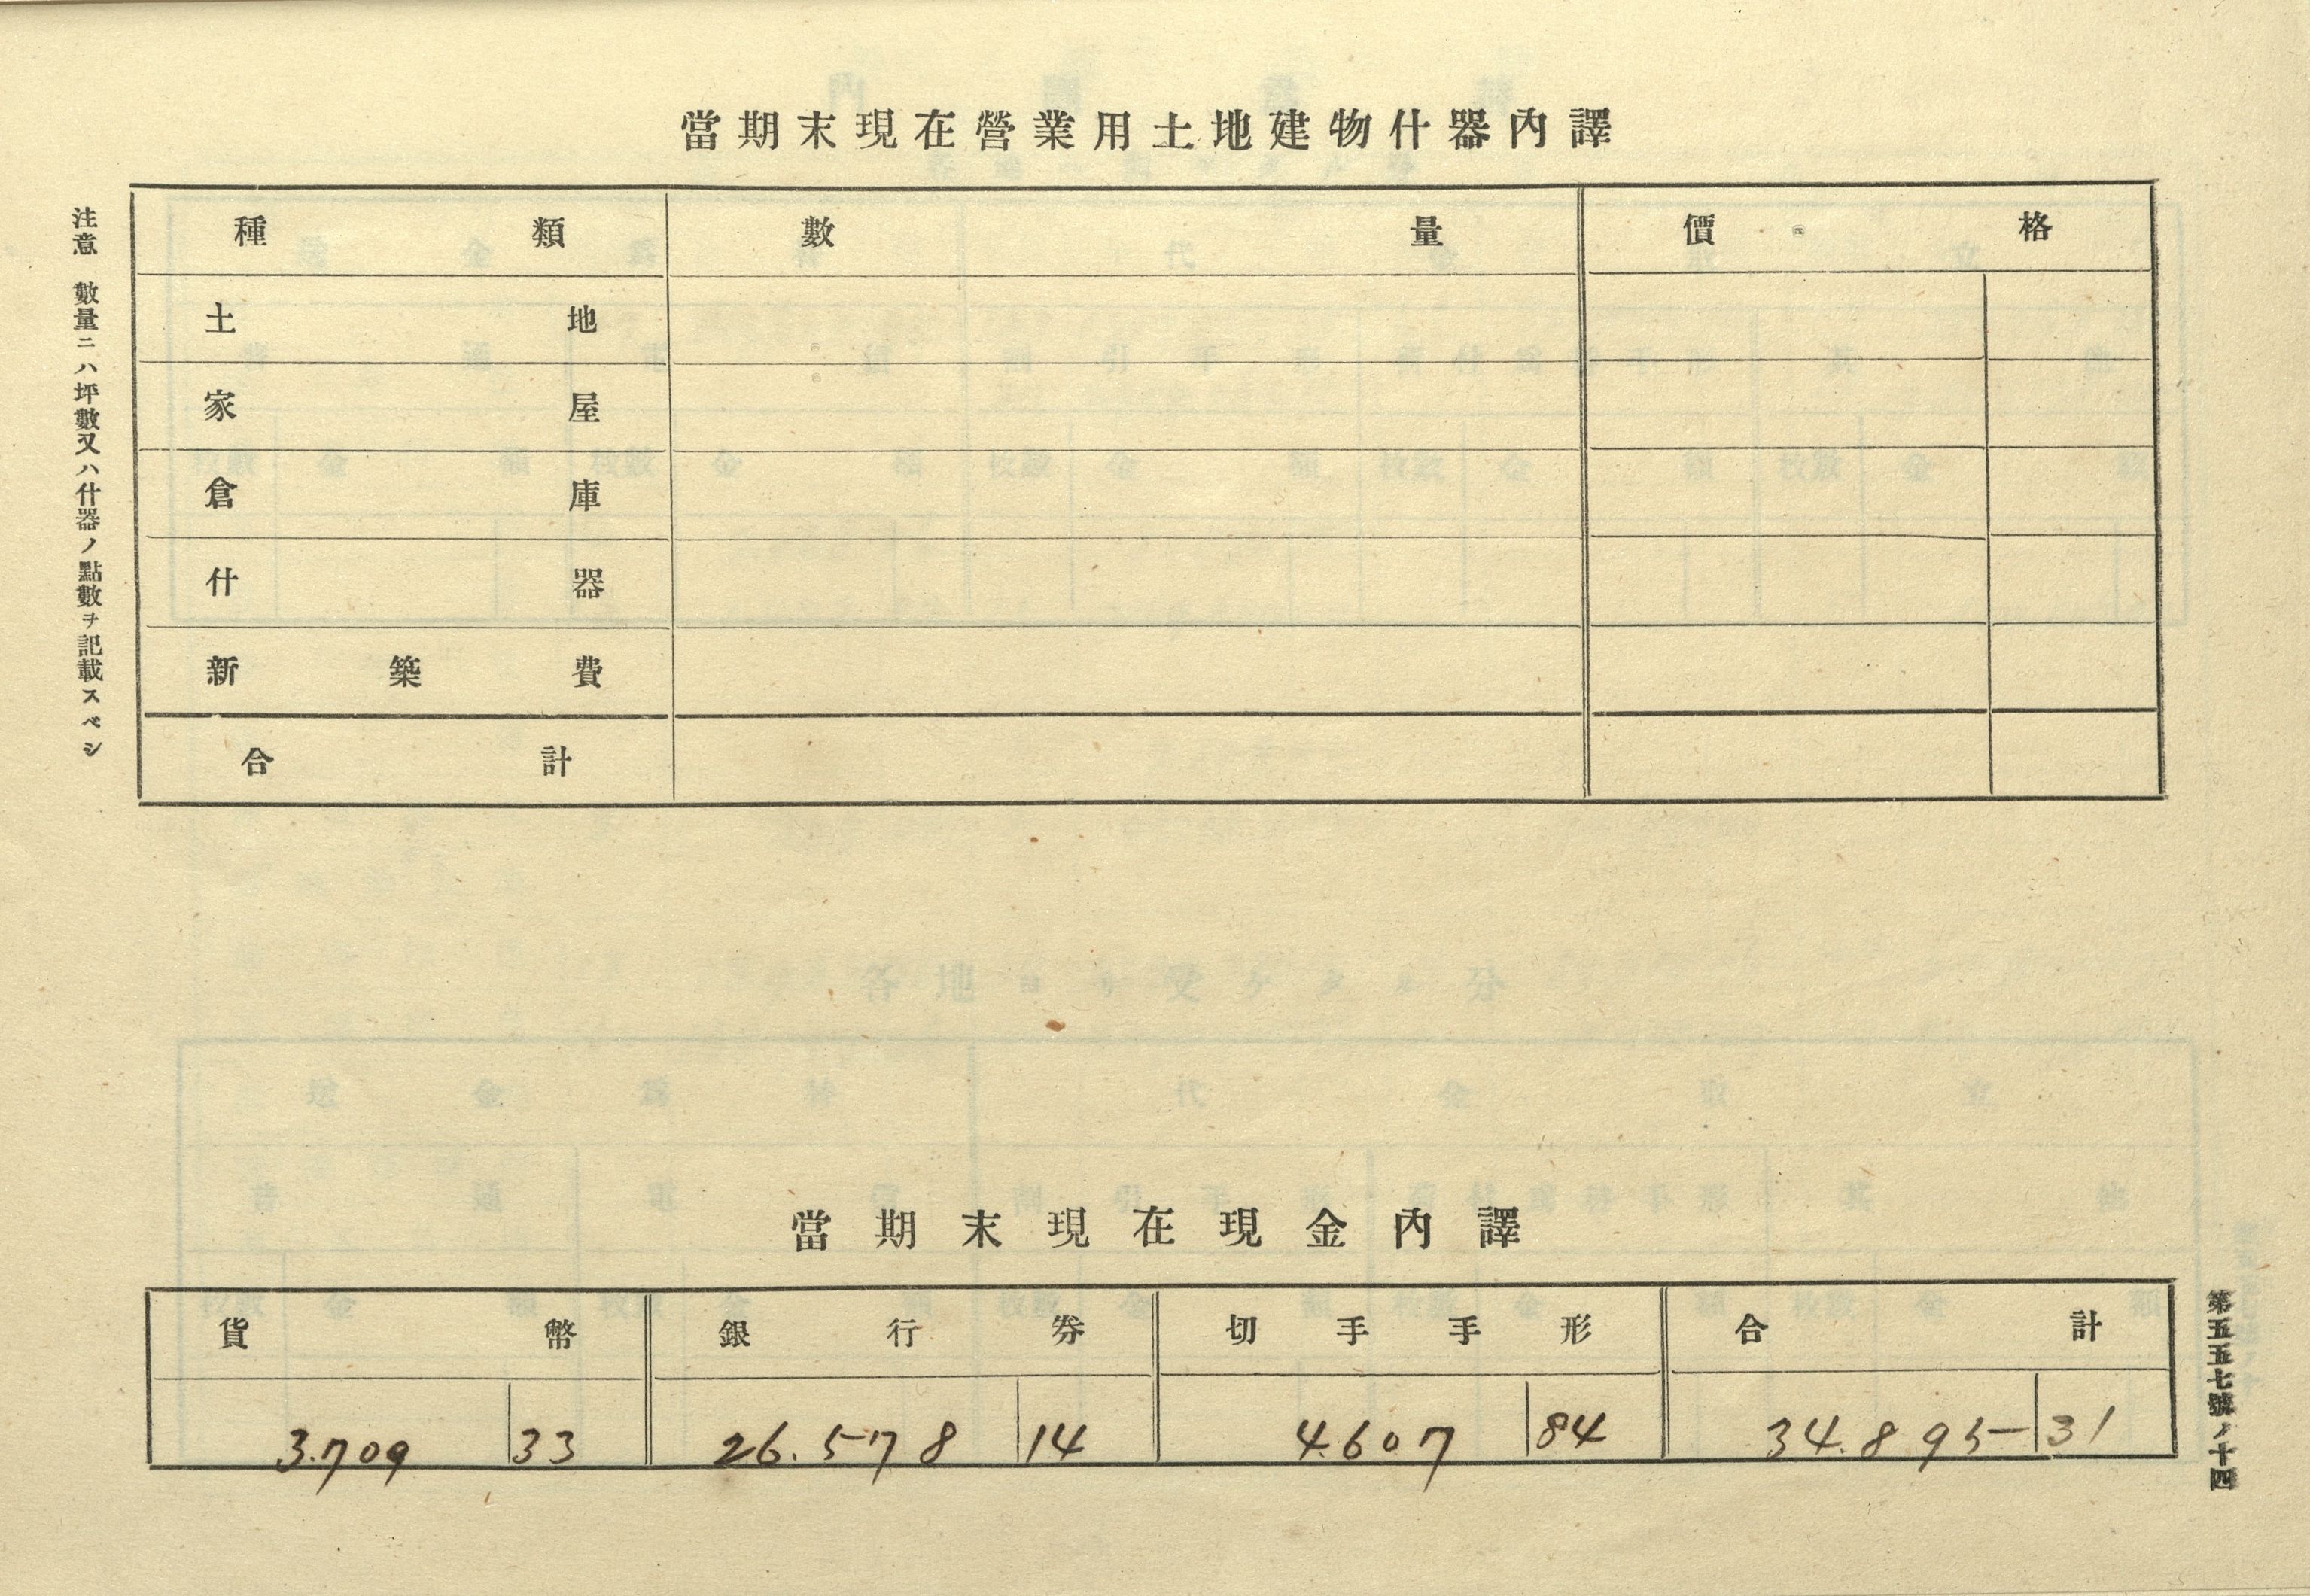 當期末現在營業用土地建物什器內譯
種類 數量 價格
土地
家屋
倉庫
什器
新築費
合計
注意 數量ニハ坪數又ハ什器ノ點數ヲ記載スベシ
當期末現在現金內譯
貨幣 銀行券 切手手形 合計
3.709 33 26.578 14 4.607 84 34.895 31
第五五七號ノ十四